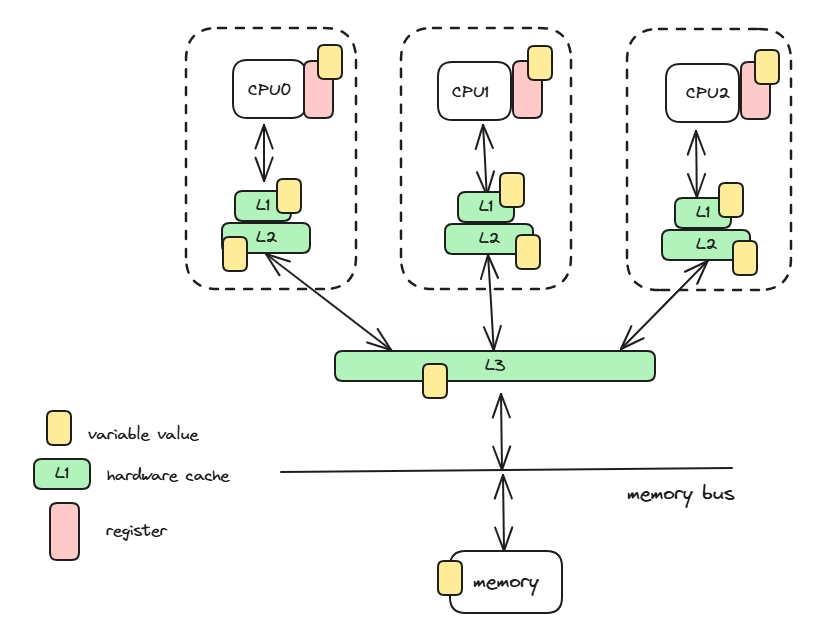 CPU0
CPU1
CPU2
L1
L1
L1
L2
L2
L2
L3
variable value
L1
hardware cache
memory bus
register
memory